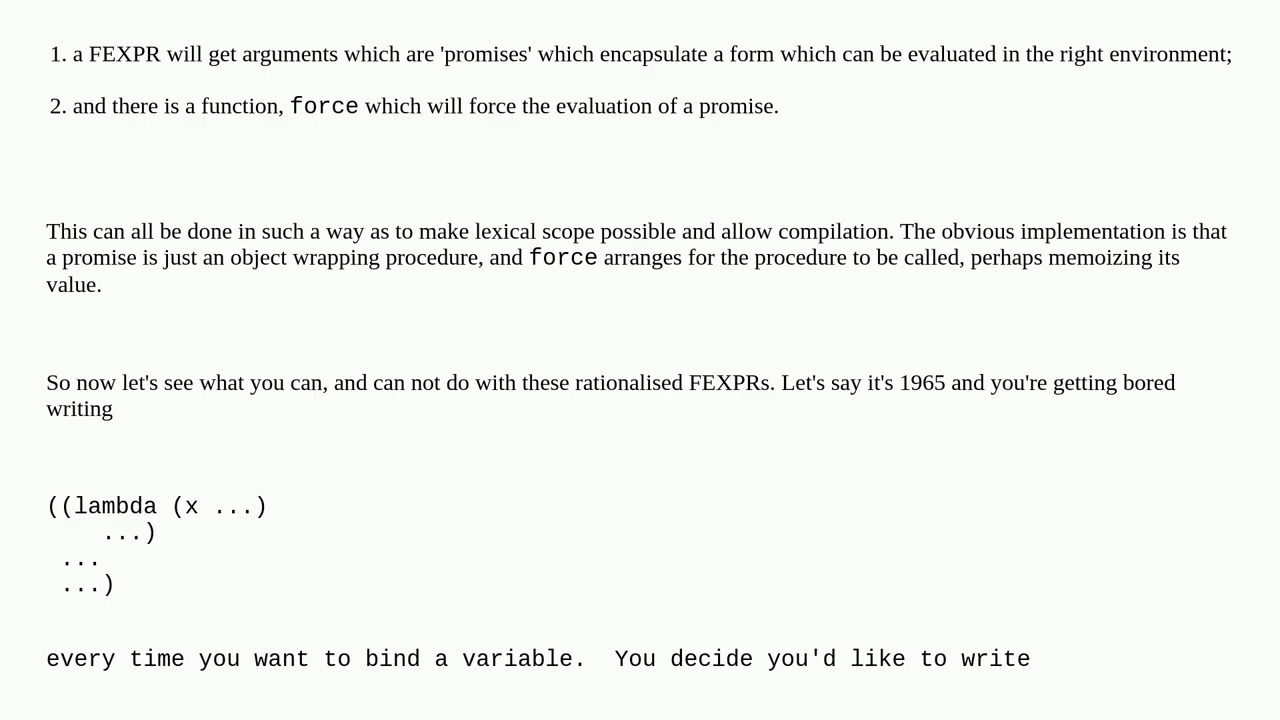 1. a FEXPR will get arguments which are 'promises' which encapsulate a form which can be evaluated in the right environment;
2. and there is a function, force which will force the evaluation of a promise.
This can all be done in such a way as to make lexical scope possible and allow compilation. The obvious implementation is that
a promise is just an object wrapping procedure, and force arranges for the procedure to be called, perhaps memoizing its
value.
So now let's see what you can, and can not do with these rationalised FEXPRs. Let's say it's 1965 and you're getting bored
writing
((lambda (x ...)
    ...)
 ...
 ...)
every time you want to bind a variable.  You decide you'd like to write